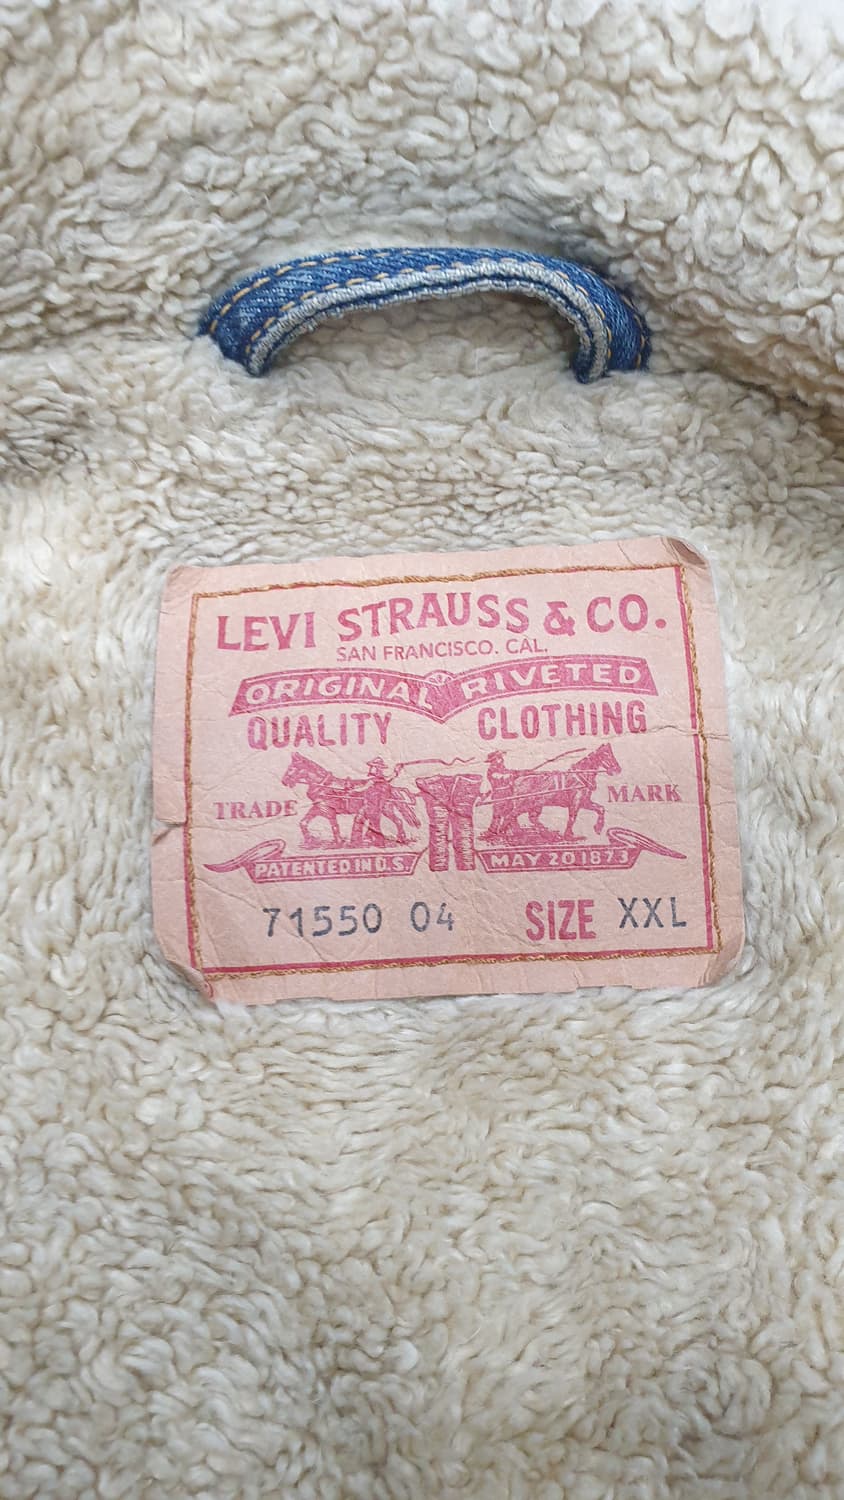 LEVI STRAUSS & CO.
SAN FRANCISCO. CAL.
ORIGINAL RIVETED
QUALITY CLOTHING
TRADE MARK
PATENTED IN U.S. MAY 20 1873
71550 04 SIZE XXL